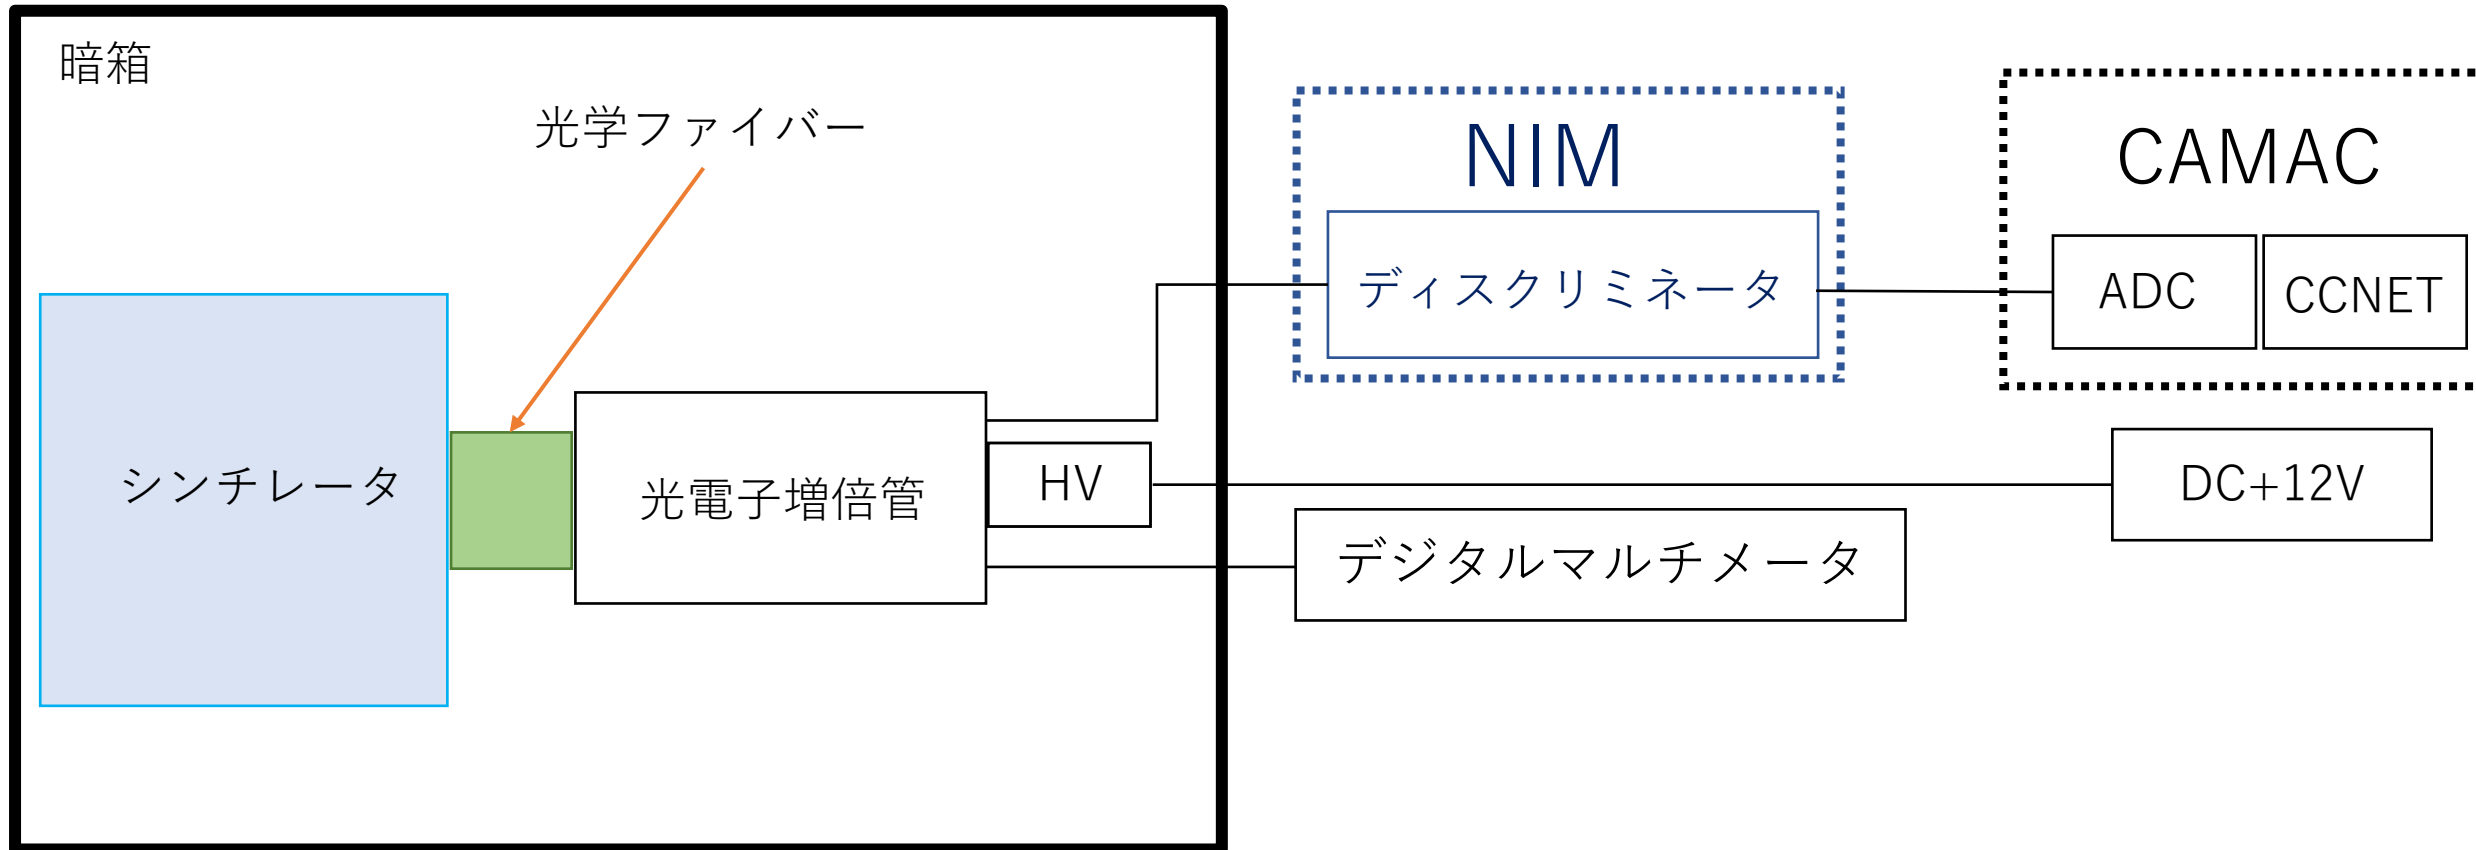 暗箱
光学ファイバー
NIM
CAMAC
ディスクリミネータ
ADC
CCNET
シンチレータ
光電子増倍管
HV
DC+12V
デジタルマルチメータ